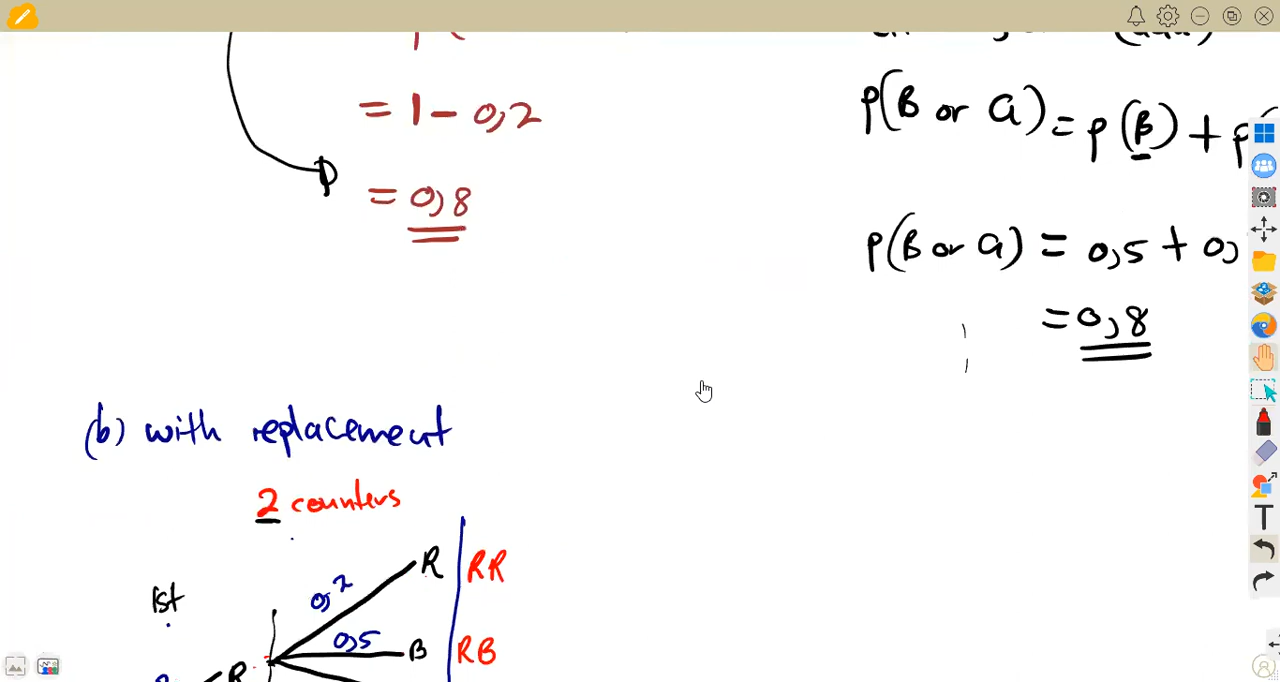 = 1 - 0,2
= 0,8
P(B or G) = P(B) + P(
P(B or G) = 0,5 + 0,
= 0,8
(b) with replacement
2 counters
1st
0,2
R
RR
0,5
B
RB
R